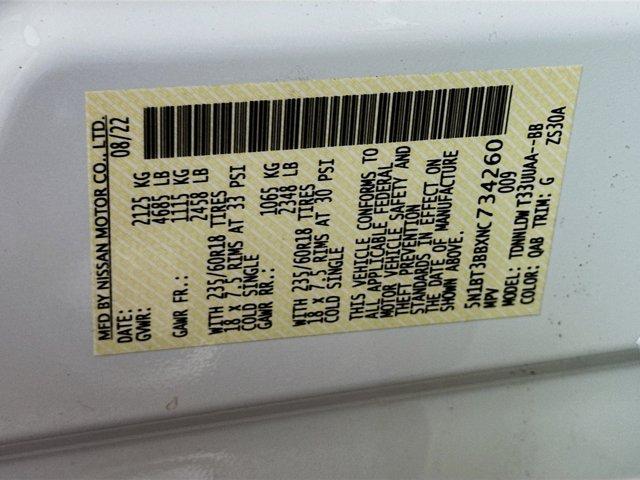 MFD BY NISSAN MOTOR CO., LTD.
DATE: 08/22
GVWR: 2125 KG
4685 LB
GAWR FR.: 1115 KG
2458 LB
WITH 235/60R18 TIRES
18 x 7.5 RIMS AT 33 PSI
COLD SINGLE
GAWR RR.: 1065 KG
2348 LB
WITH 235/60R18 TIRES
18 x 7.5 RIMS AT 30 PSI
COLD SINGLE
THIS VEHICLE CONFORMS TO
ALL APPLICABLE FEDERAL
MOTOR VEHICLE SAFETY AND
THEFT PREVENTION
STANDARDS IN EFFECT ON
THE DATE OF MANUFACTURE
SHOWN ABOVE.
5N1BT3BBXNC734260
MPV 009
MODEL: TDNNLDW T33UUAA--BB
COLOR: QAB TRIM: G ZS30A